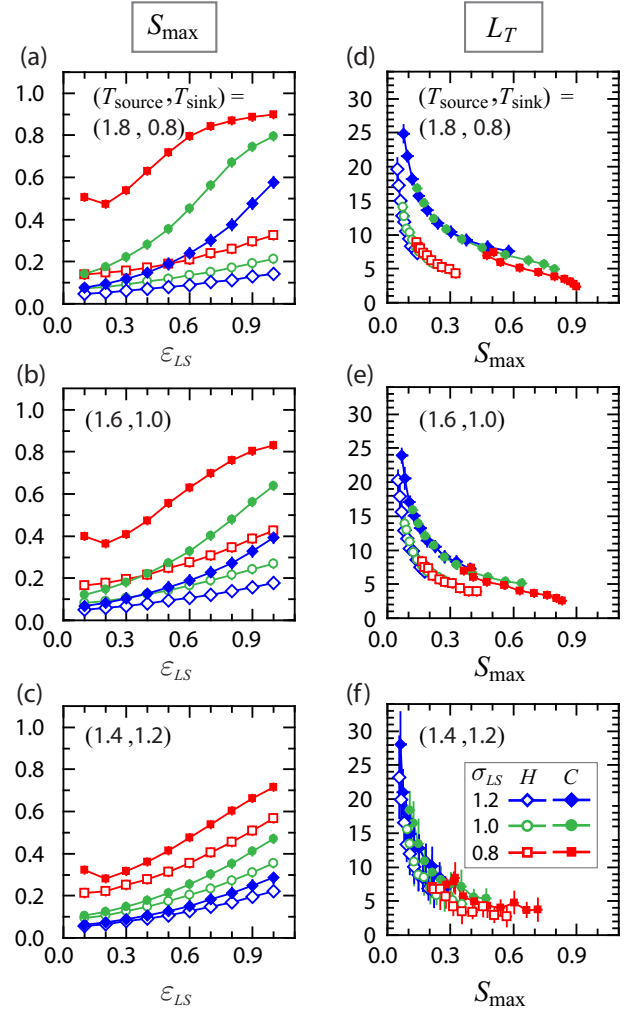 S_max
L_T
(a)
(T_source, T_sink) =
(1.8 , 0.8)
1.0
0.8
0.6
0.4
0.2
0.0
0.0 0.3 0.6 0.9
ε_LS
(d)
(T_source, T_sink) =
(1.8 , 0.8)
30
25
20
15
10
5
0
0.0 0.3 0.6 0.9
S_max
(b)
(1.6 ,1.0)
1.0
0.8
0.6
0.4
0.2
0.0
0.0 0.3 0.6 0.9
ε_LS
(e)
(1.6 ,1.0)
30
25
20
15
10
5
0
0.0 0.3 0.6 0.9
S_max
(c)
(1.4 ,1.2)
1.0
0.8
0.6
0.4
0.2
0.0
0.0 0.3 0.6 0.9
ε_LS
(f)
(1.4 ,1.2)
30
25
20
15
10
5
0
σ_LS H C
1.2
1.0
0.8
0.0 0.3 0.6 0.9
S_max